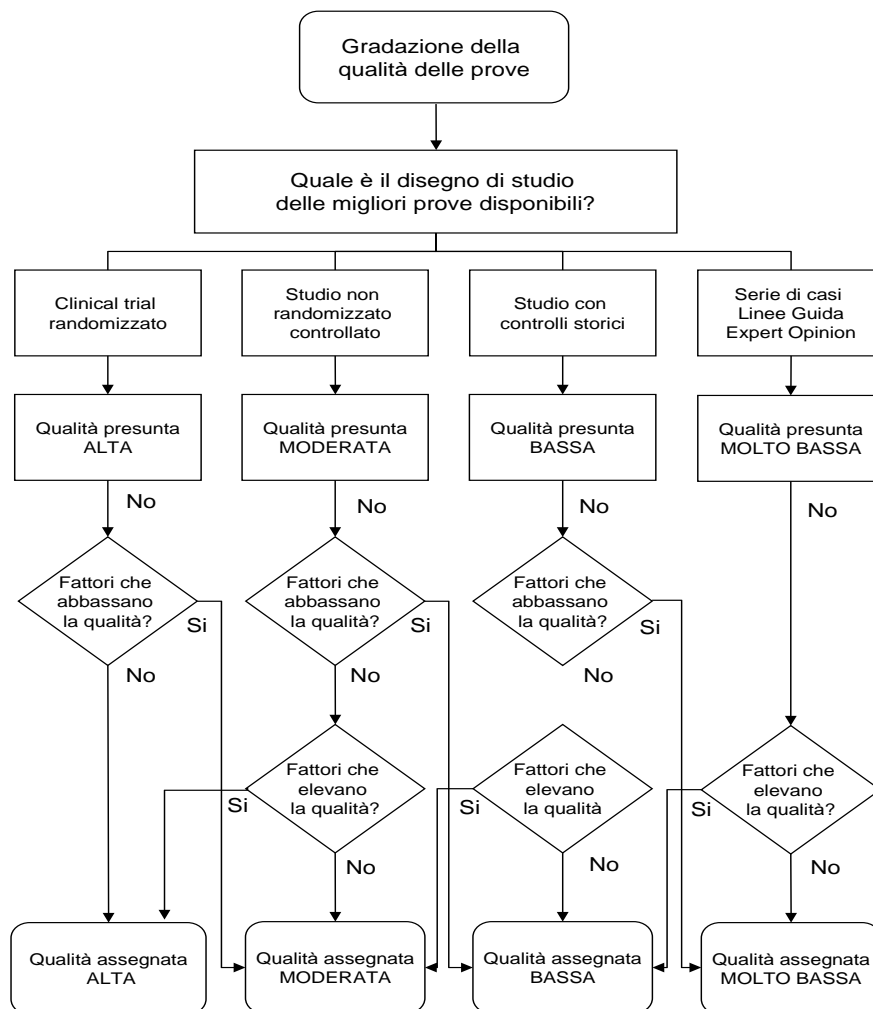 Gradazione della
qualità delle prove
Quale è il disegno di studio
delle migliori prove disponibili?
Clinical trial
randomizzato
Studio non
randomizzato
controllato
Studio con
controlli storici
Serie di casi
Linee Guida
Expert Opinion
Qualità presunta
ALTA
Qualità presunta
MODERATA
Qualità presunta
BASSA
Qualità presunta
MOLTO BASSA
No
No
No
No
Fattori che
abbassano
la qualità?
Si
Fattori che
abbassano
la qualità?
Si
Fattori che
abbassano
la qualità?
Si
No
No
No
Fattori che
elevano
la qualità?
Si
Fattori che
elevano
la qualità
Si
Fattori che
elevano
la qualità?
Si
No
No
No
Qualità assegnata
ALTA
Qualità assegnata
MODERATA
Qualità assegnata
BASSA
Qualità assegnata
MOLTO BASSA